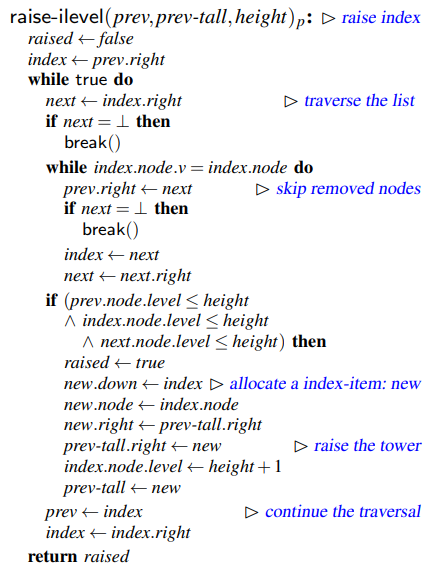 raise-ilevel(prev, prev-tall, height)p: ▷ raise index
raised ← false
index ← prev.right
while true do
next ← index.right ▷ traverse the list
if next = ⊥ then
break()
while index.node.v = index.node do
prev.right ← next ▷ skip removed nodes
if next = ⊥ then
break()
index ← next
next ← next.right
if (prev.node.level ≤ height
∧ index.node.level ≤ height
∧ next.node.level ≤ height) then
raised ← true
new.down ← index ▷ allocate a index-item: new
new.node ← index.node
new.right ← prev-tall.right
prev-tall.right ← new ▷ raise the tower
index.node.level ← height + 1
prev-tall ← new
prev ← index ▷ continue the traversal
index ← index.right
return raised